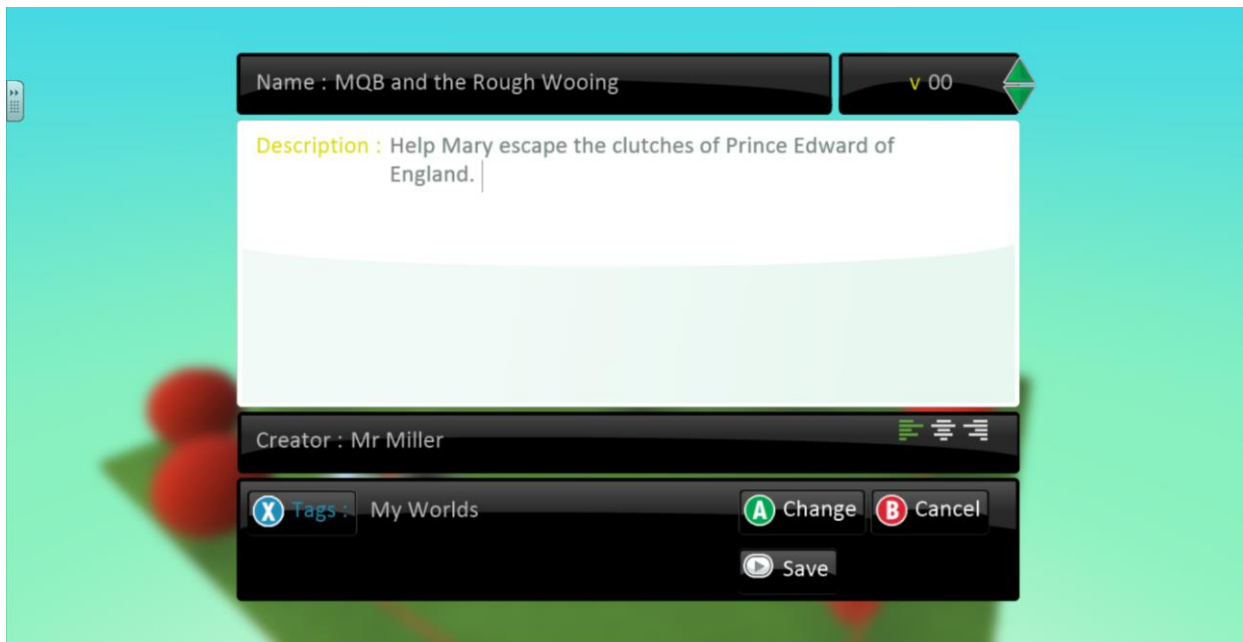 Name : MQB and the Rough Wooing
v 00
Description : Help Mary escape the clutches of Prince Edward of
England.
Creator : Mr Miller
X Tags : My Worlds
A Change B Cancel
Save